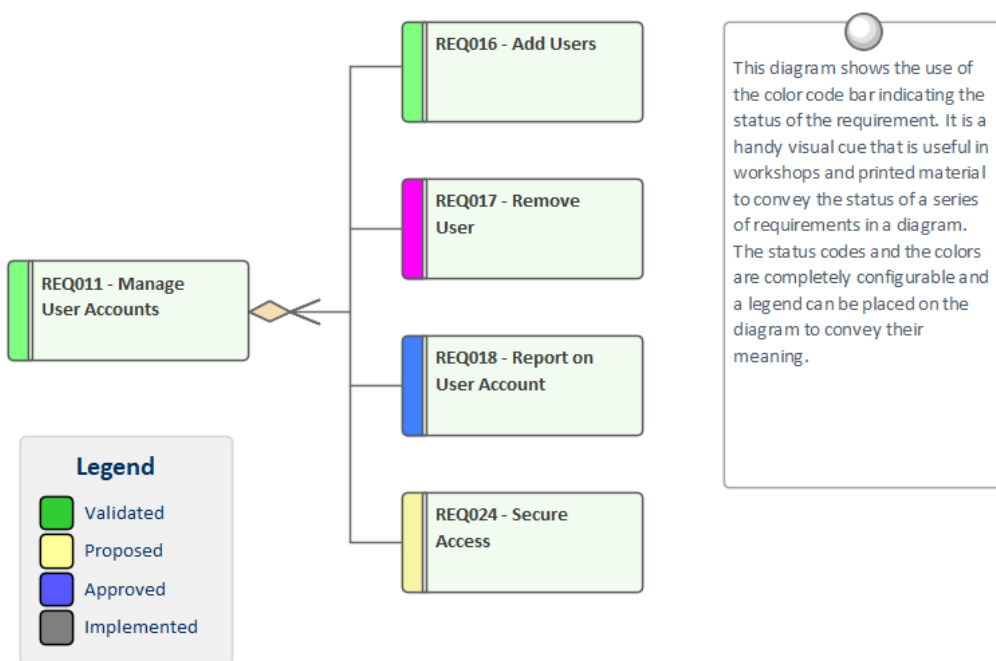 REQ016 - Add Users
REQ017 - Remove
User
REQ011 - Manage
User Accounts
REQ018 - Report on
User Account
REQ024 - Secure
Access
Legend
Validated
Proposed
Approved
Implemented
This diagram shows the use of
the color code bar indicating the
status of the requirement. It is a
handy visual cue that is useful in
workshops and printed material
to convey the status of a series
of requirements in a diagram.
The status codes and the colors
are completely configurable and
a legend can be placed on the
diagram to convey their
meaning.